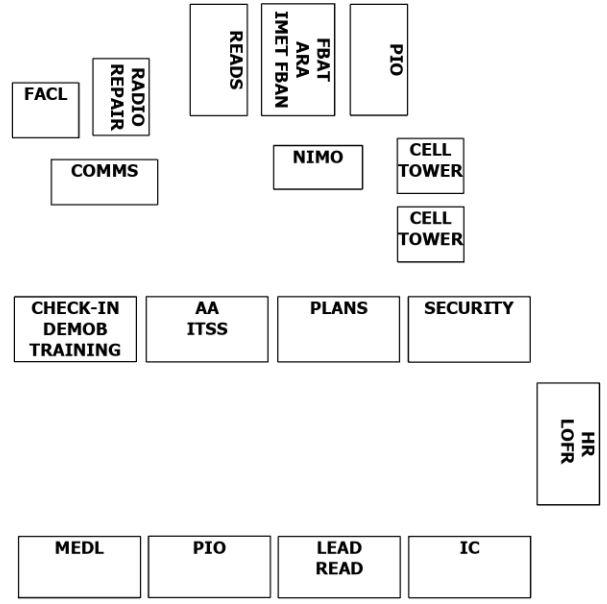 READS
FBAT
ARA
IMET FBAN
PIO
FACL
RADIO
REPAIR
COMMS
NIMO
CELL
TOWER
CELL
TOWER
CHECK-IN
DEMOB
TRAINING
AA
ITSS
PLANS
SECURITY
HR
LOFR
MEDL
PIO
LEAD
READ
IC